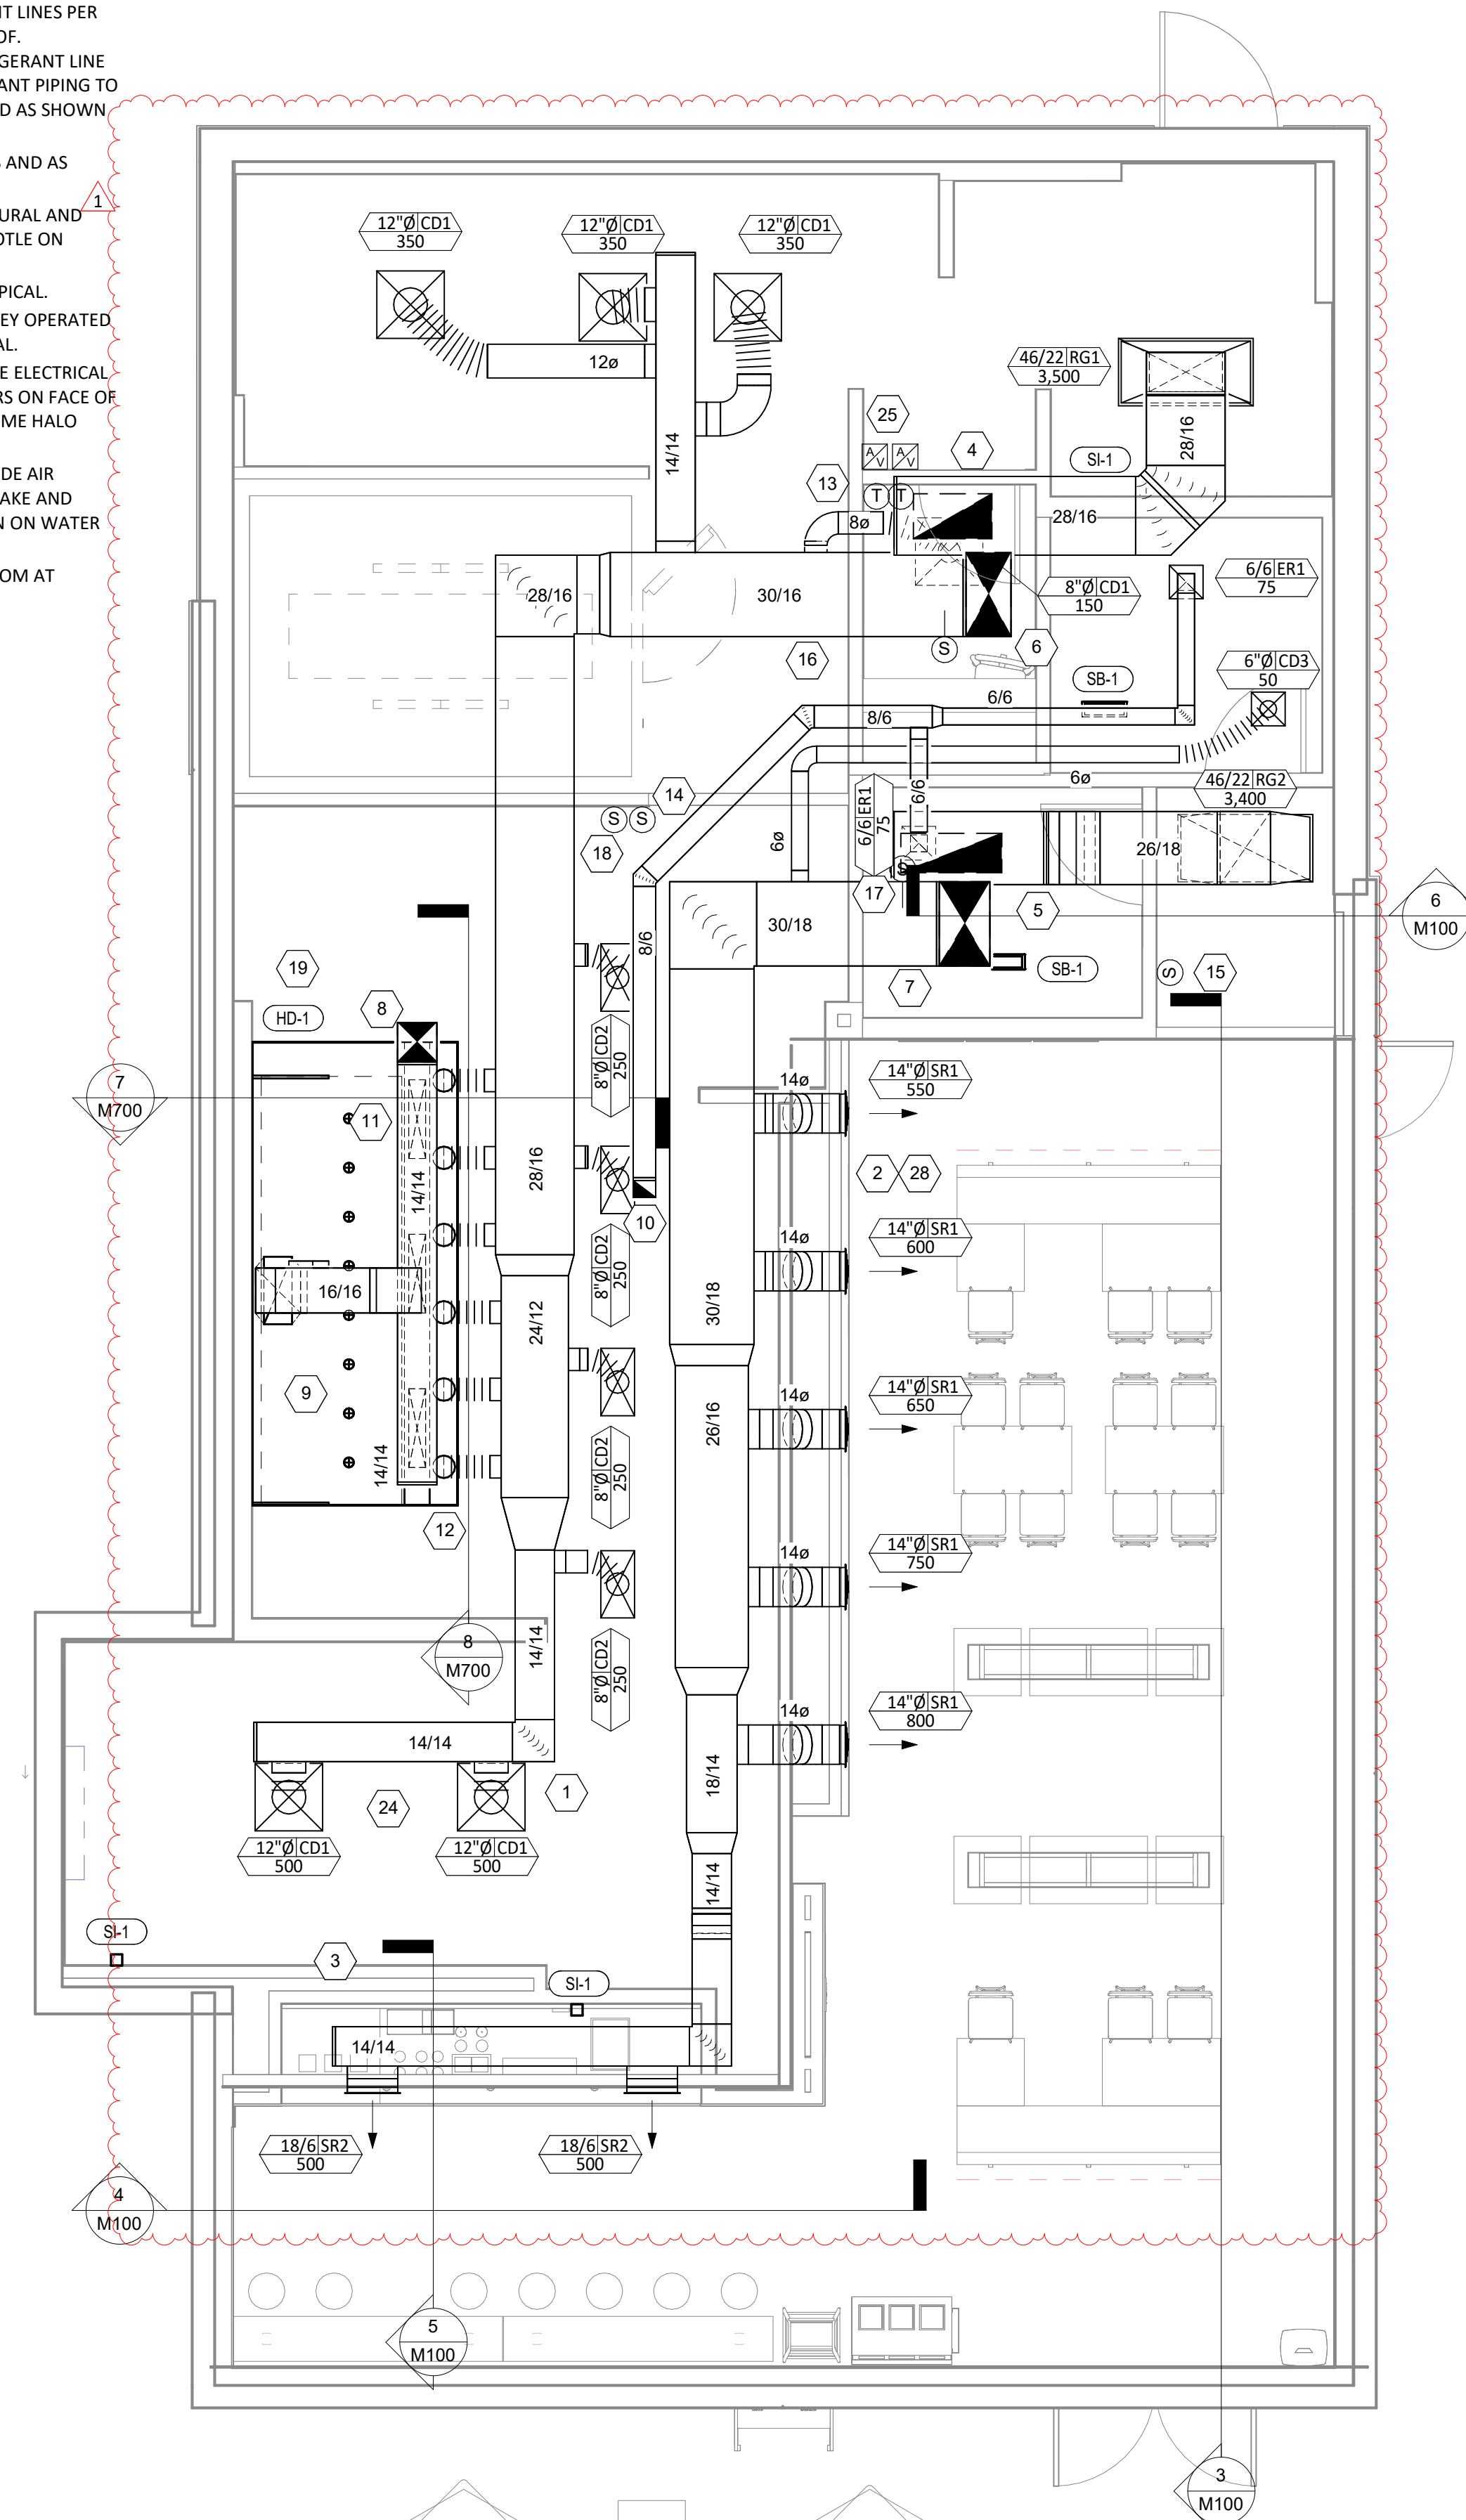 T LINES PER
OF.
GERANT LINE
ANT PIPING TO
D AS SHOWN
AND AS
1
URAL AND
OTLE ON
PICAL.
EY OPERATED
AL.
E ELECTRICAL
RS ON FACE OF
ME HALO
DE AIR
AKE AND
N ON WATER
OM AT
12"Ø CD1
350
12"Ø CD1
350
12"Ø CD1
350
12ø
14/14
46/22 RG1
3,500
28/16
25
A
V
A
V
4
SI-1
13
T
T
8ø
28/16
28/16
30/16
8"Ø CD1
150
6/6 ER1
75
S
6
16
6"Ø CD3
50
SB-1
6/6
8/6
6ø
46/22 RG2
3,400
14
S
S
18
6ø
6/6 ER1
75
6/6
26/18
S
17
5
6
M100
30/18
8/6
19
7
SB-1
S
15
HD-1
8
8"Ø CD2
250
7
M700
11
14ø
14"Ø SR1
550
14/14
28/16
2
28
10
14ø
14"Ø SR1
600
8"Ø CD2
250
16/16
24/12
30/18
9
14ø
14"Ø SR1
650
26/16
14/14
8"Ø CD2
250
12
14ø
14"Ø SR1
750
8
M700
14/14
8"Ø CD2
250
14ø
14"Ø SR1
800
14/14
18/14
24
1
12"Ø CD1
500
12"Ø CD1
500
14/14
SI-1
3
SI-1
14/14
18/6 SR2
500
18/6 SR2
500
4
M100
5
M100
3
M100